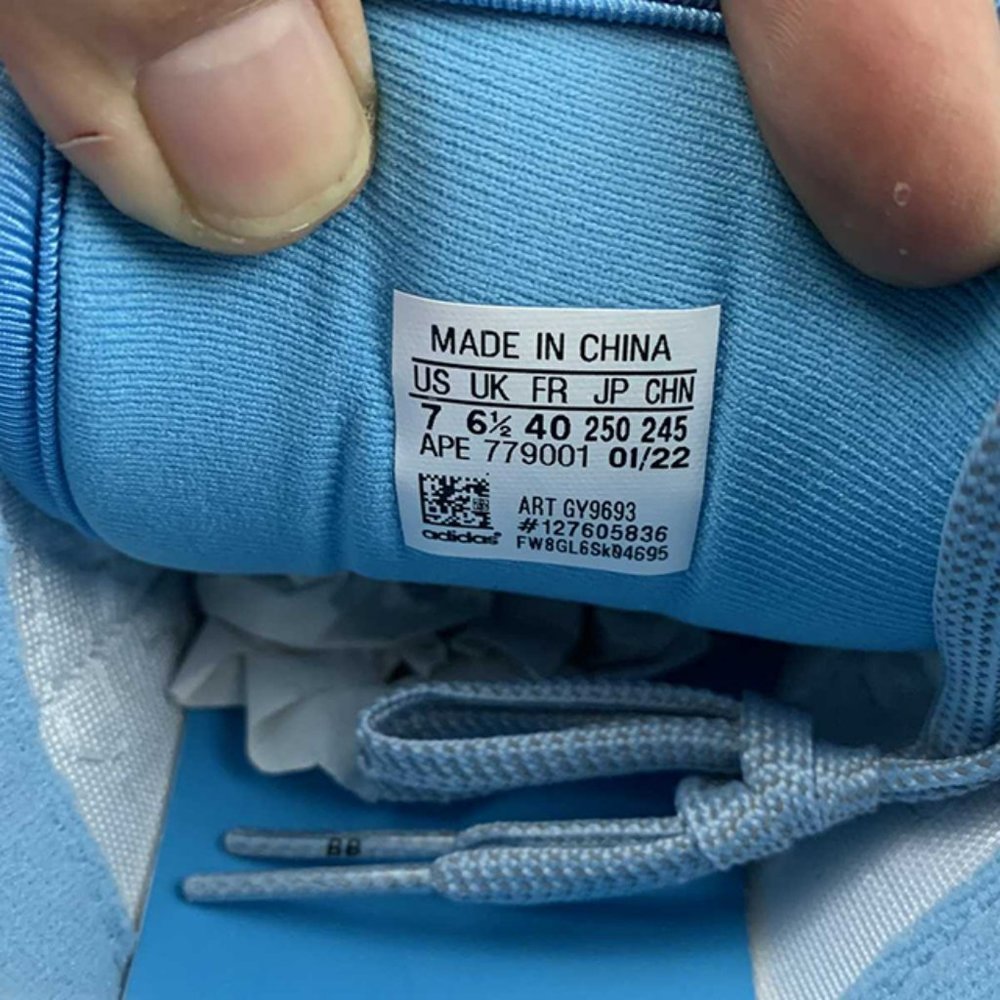 MADE IN CHINA
US UK FR JP CHN
7 6½ 40 250 245
APE 779001 01/22
ART GY9693
#127605836
adidas
FW8GL6Sk04695
BB